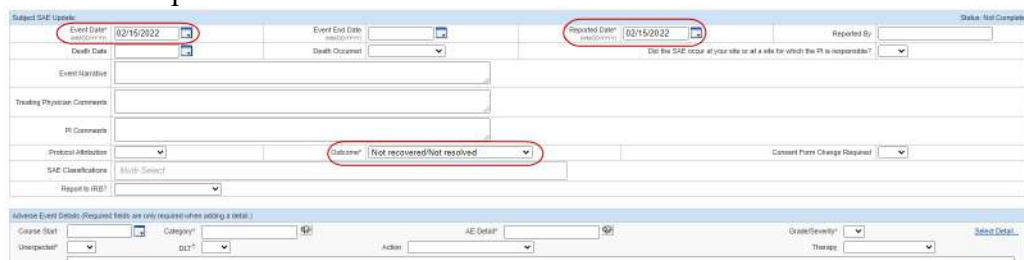 Subject SAE Update:
Status: Not Complete
Event Date* 02/15/2022 Event End Date Reported Date* 02/15/2022 Reported By
(MM/DD/YYYY) (MM/DD/YYYY) (MM/DD/YYYY)
Death Date Death Occurred Did the SAE occur at your site or at a site for which the PI is responsible?
Event Narrative
Treating Physician Comments
PI Comments
Protocol Attribution Outcome* Not recovered/Not resolved Consent Form Change Required
SAE Classifications Multi-Select
Report to IRB?
Adverse Event Details (Required fields are only required when adding a detail.)
Course Start Category* AE Detail* Grade/Severity* Select Detail...
Unexpected* DLT* Action Therapy